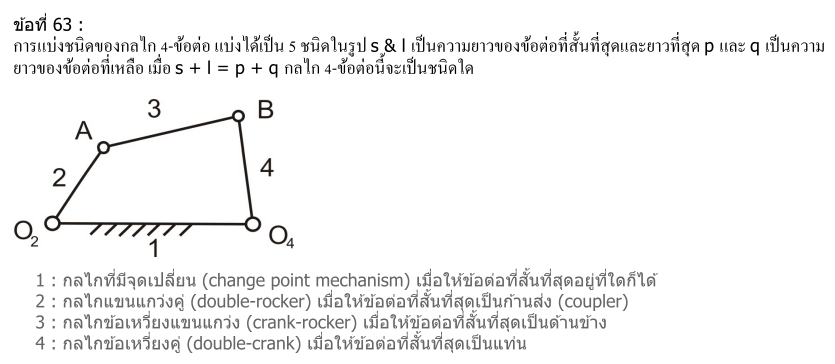 ข้อที่ 63 :
การแบ่งชนิดของกลไก 4-ข้อต่อ แบ่งได้เป็น 5 ชนิดในรูป s & l เป็นความยาวของข้อต่อที่สั้นที่สุดและยาวที่สุด p และ q เป็นความ
ยาวของข้อต่อที่เหลือ เมื่อ s + l = p + q กลไก 4-ข้อต่อนี้จะเป็นชนิดใด
3
B
A
2
4
O2
O4
1
1 : กลไกที่มีจุดเปลี่ยน (change point mechanism) เมื่อให้ข้อต่อที่สั้นที่สุดอยู่ที่ใดก็ได้
2 : กลไกแขนแกว่งคู่ (double-rocker) เมื่อให้ข้อต่อที่สั้นที่สุดเป็นก้านส่ง (coupler)
3 : กลไกข้อเหวี่ยงแขนแกว่ง (crank-rocker) เมื่อให้ข้อต่อที่สั้นที่สุดเป็นด้านข้าง
4 : กลไกข้อเหวี่ยงคู่ (double-crank) เมื่อให้ข้อต่อที่สั้นที่สุดเป็นแท่น